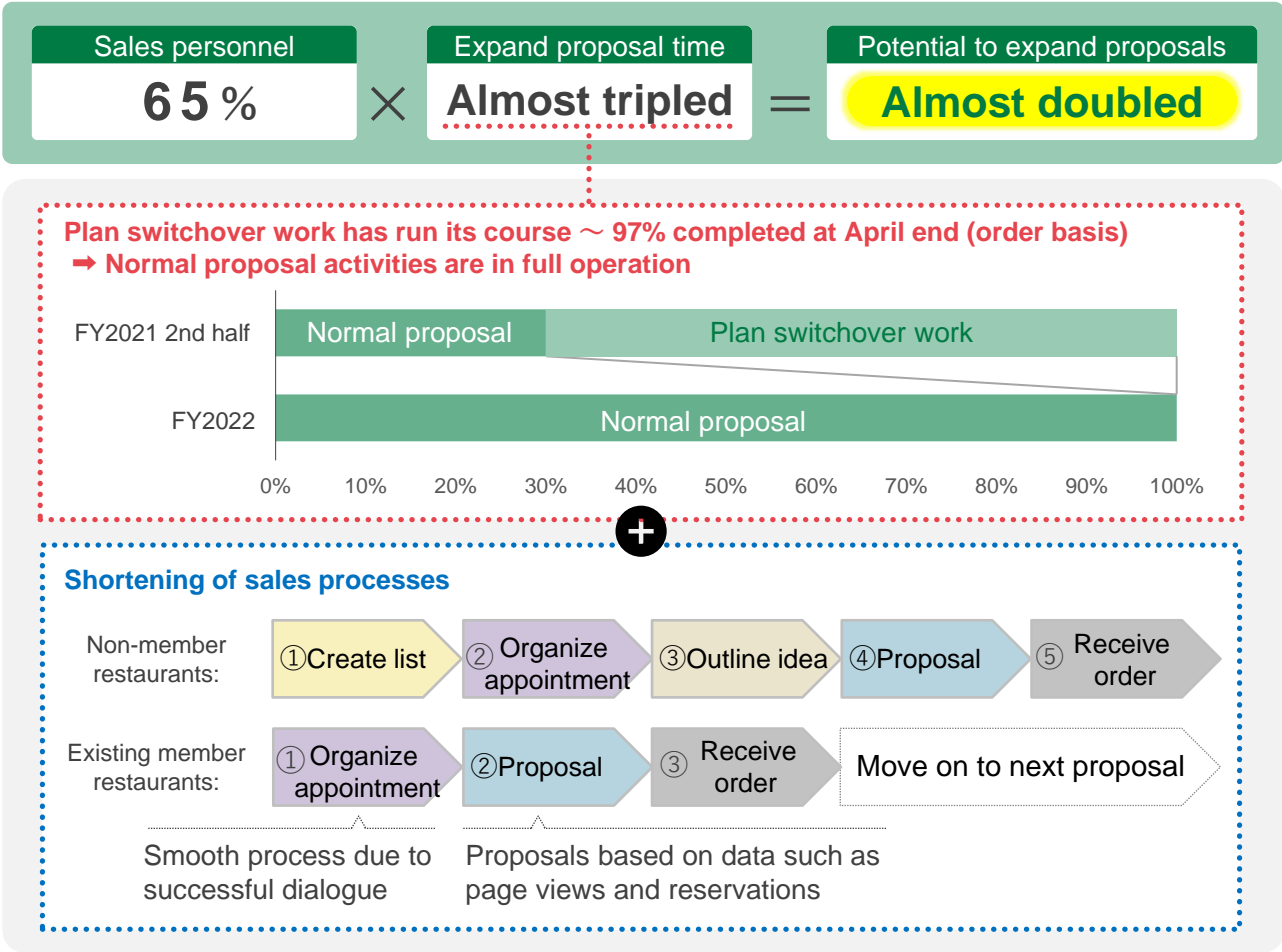 Sales personnel
65%
×
Expand proposal time
Almost tripled
=
Potential to expand proposals
Almost doubled
Plan switchover work has run its course ～ 97% completed at April end (order basis)
➡ Normal proposal activities are in full operation
FY2021 2nd half
Normal proposal
Plan switchover work
FY2022
Normal proposal
0% 10% 20% 30% 40% 50% 60% 70% 80% 90% 100%
+
Shortening of sales processes
Non-member
restaurants:
①Create list
② Organize
appointment
③Outline idea
④Proposal
⑤ Receive
order
Existing member
restaurants:
① Organize
appointment
②Proposal
③ Receive
order
Move on to next proposal
Smooth process due to
successful dialogue
Proposals based on data such as
page views and reservations